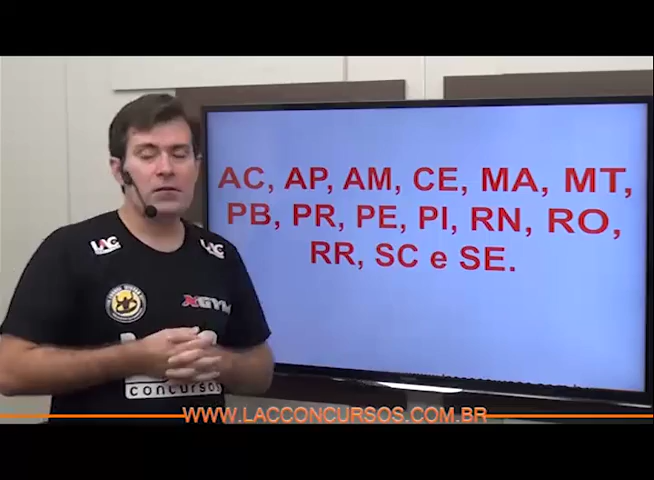 AC, AP, AM, CE, MA, MT,
PB, PR, PE, PI, RN, RO,
RR, SC e SE.
LAC
LAC
XGYM
concursos
WWW.LACCONCURSOS.COM.BR